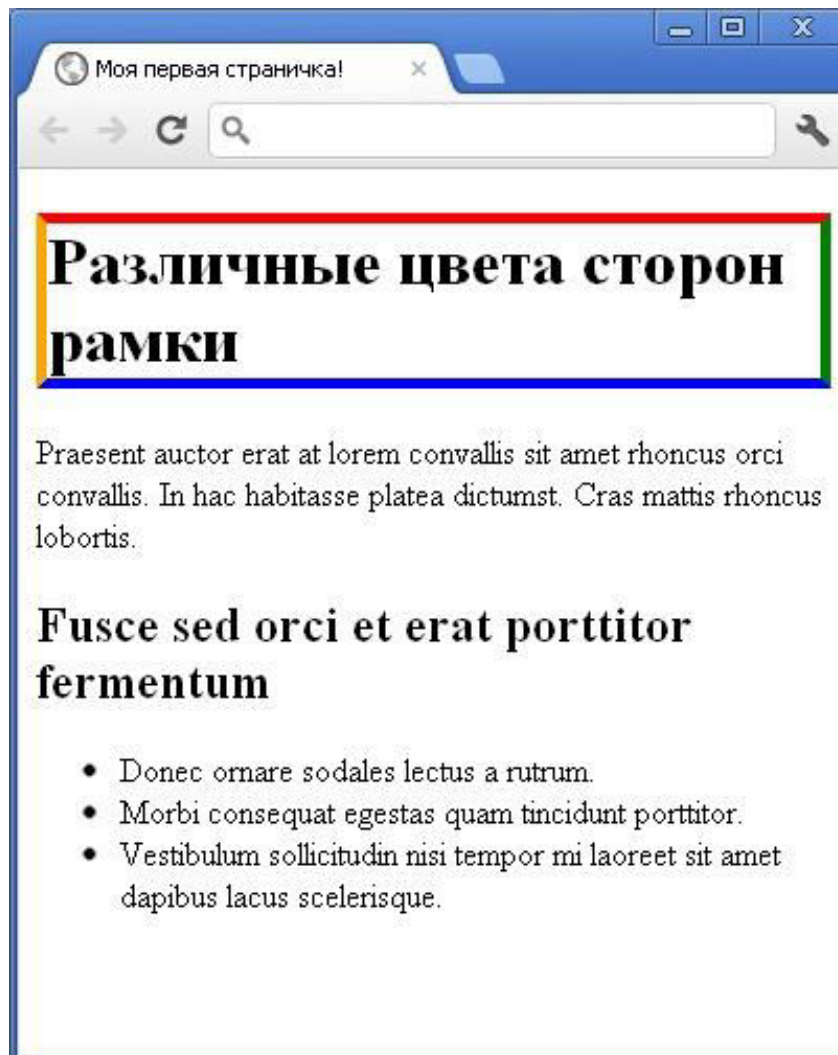 Моя первая страничка!
Различные цвета сторон
рамки
Praesent auctor erat at lorem convallis sit amet rhoncus orci
convallis. In hac habitasse platea dictumst. Cras mattis rhoncus
lobortis.
Fusce sed orci et erat porttitor
fermentum
Donec ornare sodales lectus a rutrum.
Morbi consequat egestas quam tincidunt porttitor.
Vestibulum sollicitudin nisi tempor mi laoreet sit amet
dapibus lacus scelerisque.